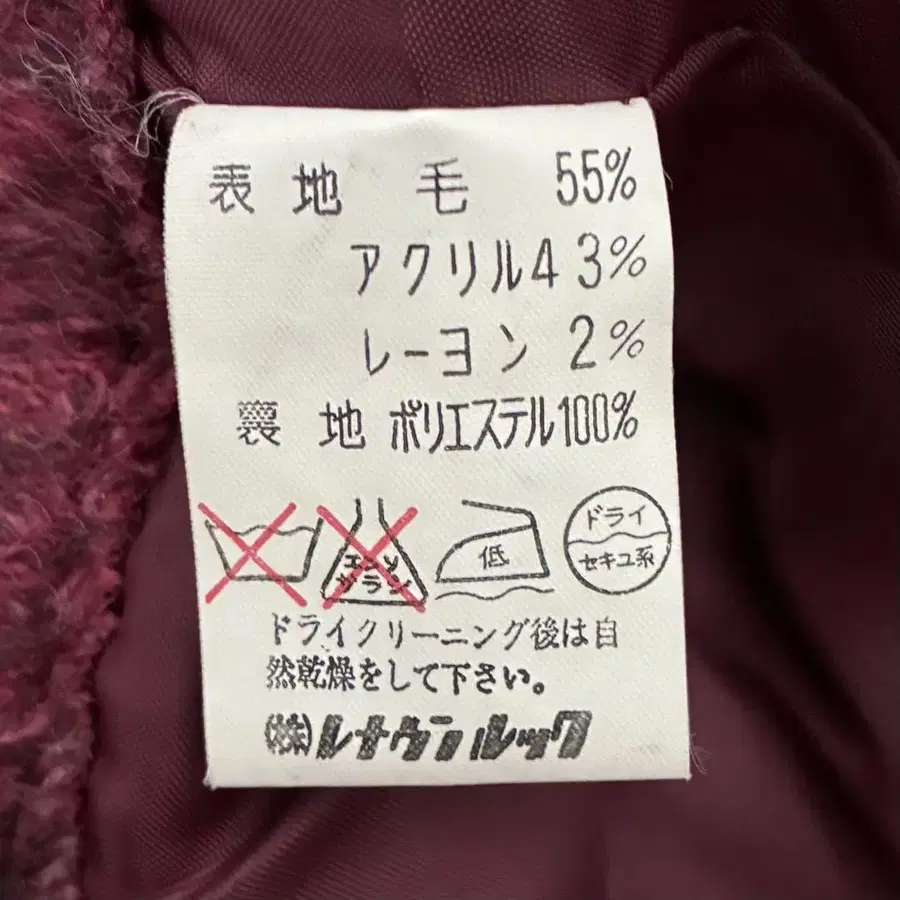 表地 毛 55%
アクリル43%
レーヨン 2%
裏地 ポリエステル100%
エンソ
サラシ
低
ドライ
セキユ系
ドライクリーニング後は自
然乾燥をして下さい。
㈱レナウンルック